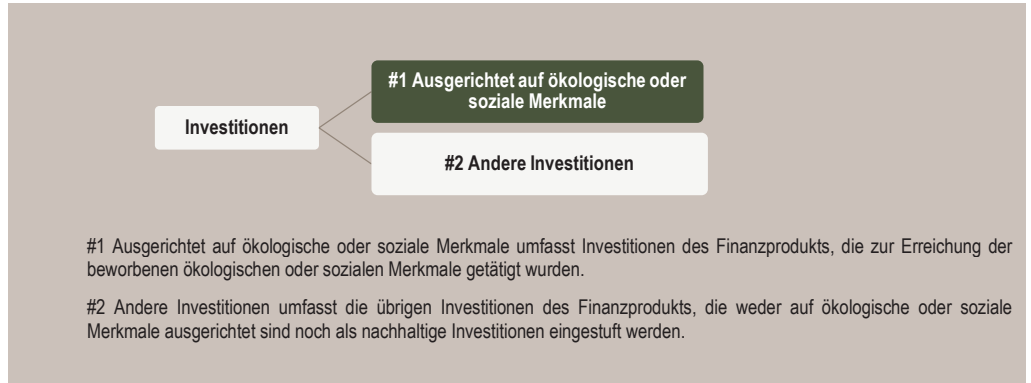 #1 Ausgerichtet auf ökologische oder
soziale Merkmale
Investitionen
#2 Andere Investitionen
#1 Ausgerichtet auf ökologische oder soziale Merkmale umfasst Investitionen des Finanzprodukts, die zur Erreichung der
beworbenen ökologischen oder sozialen Merkmale getätigt wurden.
#2 Andere Investitionen umfasst die übrigen Investitionen des Finanzprodukts, die weder auf ökologische oder soziale
Merkmale ausgerichtet sind noch als nachhaltige Investitionen eingestuft werden.